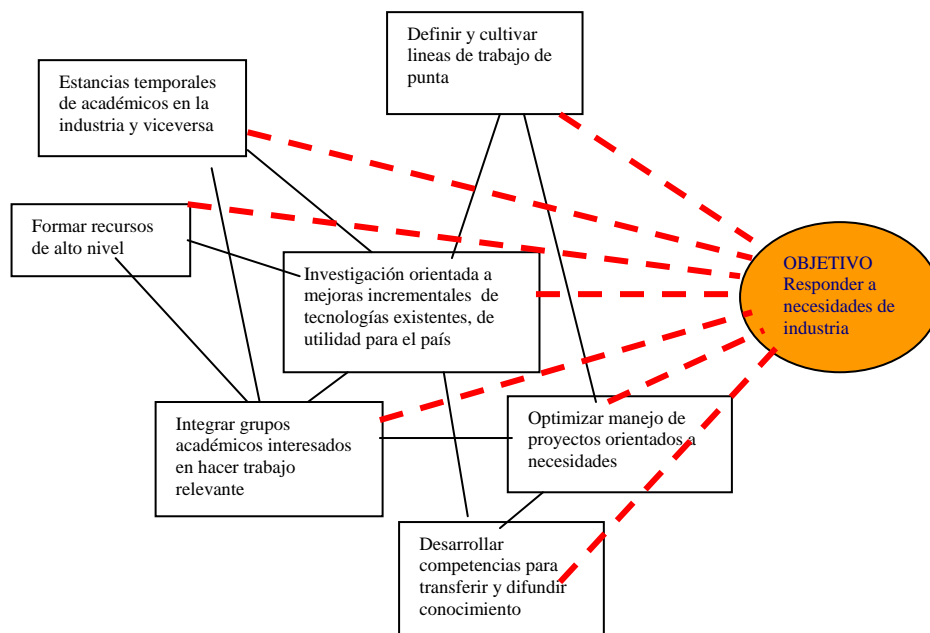 Definir y cultivar
lineas de trabajo de
punta
Estancias temporales
de académicos en la
industria y viceversa
Formar recursos
de alto nivel
Investigación orientada a
mejoras incrementales de
tecnologías existentes, de
utilidad para el país
OBJETIVO
Responder a
necesidades de
industria
Integrar grupos
académicos interesados
en hacer trabajo
relevante
Optimizar manejo de
proyectos orientados a
necesidades
Desarrollar
competencias para
transferir y difundir
conocimiento